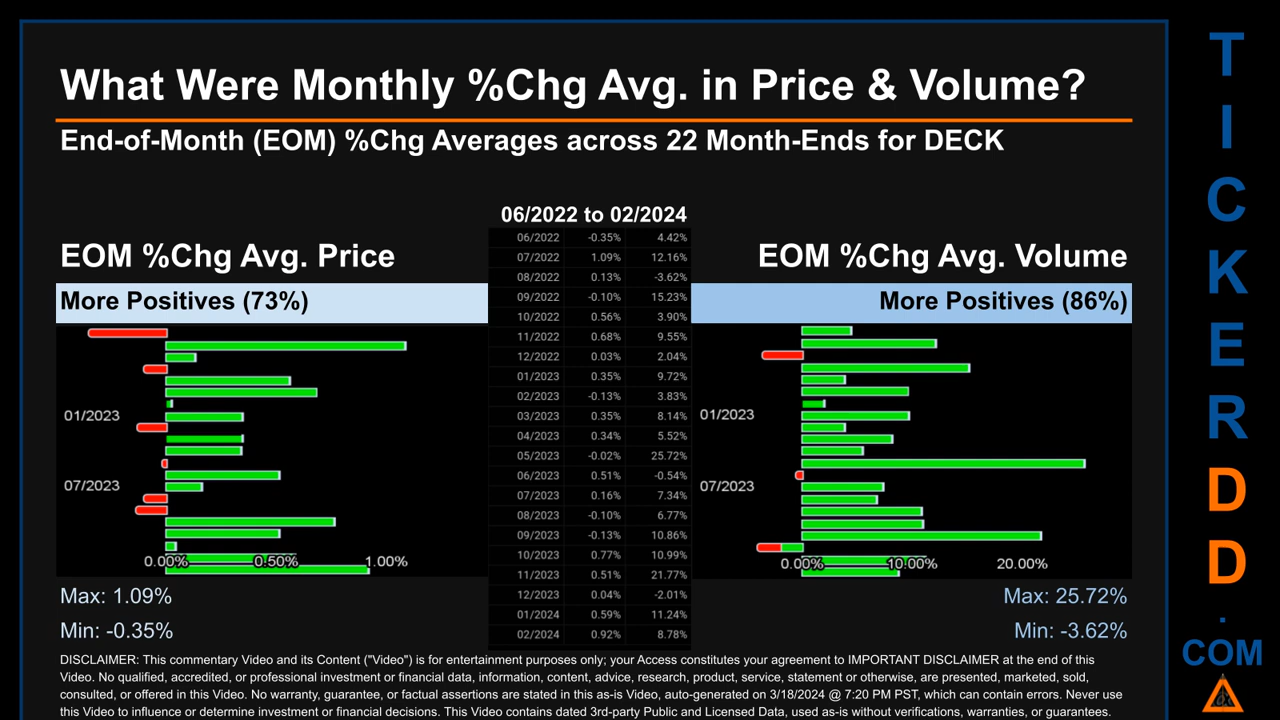 What Were Monthly %Chg Avg. in Price & Volume?
End-of-Month (EOM) %Chg Averages across 22 Month-Ends for DECK
06/2022 to 02/2024
EOM %Chg Avg. Price
EOM %Chg Avg. Volume
More Positives (73%)
More Positives (86%)
06/2022 -0.35% 4.42%
07/2022 1.09% 12.16%
08/2022 0.13% -3.62%
09/2022 -0.10% 15.23%
10/2022 0.56% 3.90%
11/2022 0.68% 9.55%
12/2022 0.03% 2.04%
01/2023 0.35% 9.72%
02/2023 -0.13% 3.83%
03/2023 0.35% 8.14%
04/2023 0.34% 5.52%
05/2023 -0.02% 25.72%
06/2023 0.51% -0.54%
07/2023 0.16% 7.34%
08/2023 -0.10% 6.77%
09/2023 -0.13% 10.86%
10/2023 0.77% 10.99%
11/2023 0.51% 21.77%
12/2023 0.04% -2.01%
01/2024 0.59% 11.24%
02/2024 0.92% 8.78%
01/2023
07/2023
0.00% 0.50% 1.00%
01/2023
07/2023
0.00% 10.00% 20.00%
Max: 1.09%
Min: -0.35%
Max: 25.72%
Min: -3.62%
DISCLAIMER: This commentary Video and its Content ("Video") is for entertainment purposes only; your Access constitutes your agreement to IMPORTANT DISCLAIMER at the end of this
Video. No qualified, accredited, or professional investment or financial data, information, content, advice, research, product, service, statement or otherwise, are presented, marketed, sold,
consulted, or offered in this Video. No warranty, guarantee, or factual assertions are stated in this as-is Video, auto-generated on 3/18/2024 @ 7:20 PM PST, which can contain errors. Never use
this Video to influence or determine investment or financial decisions. This Video contains dated 3rd-party Public and Licensed Data, used as-is without verifications, warranties, or guarantees.
T
I
C
K
E
R
D
D
.
COM